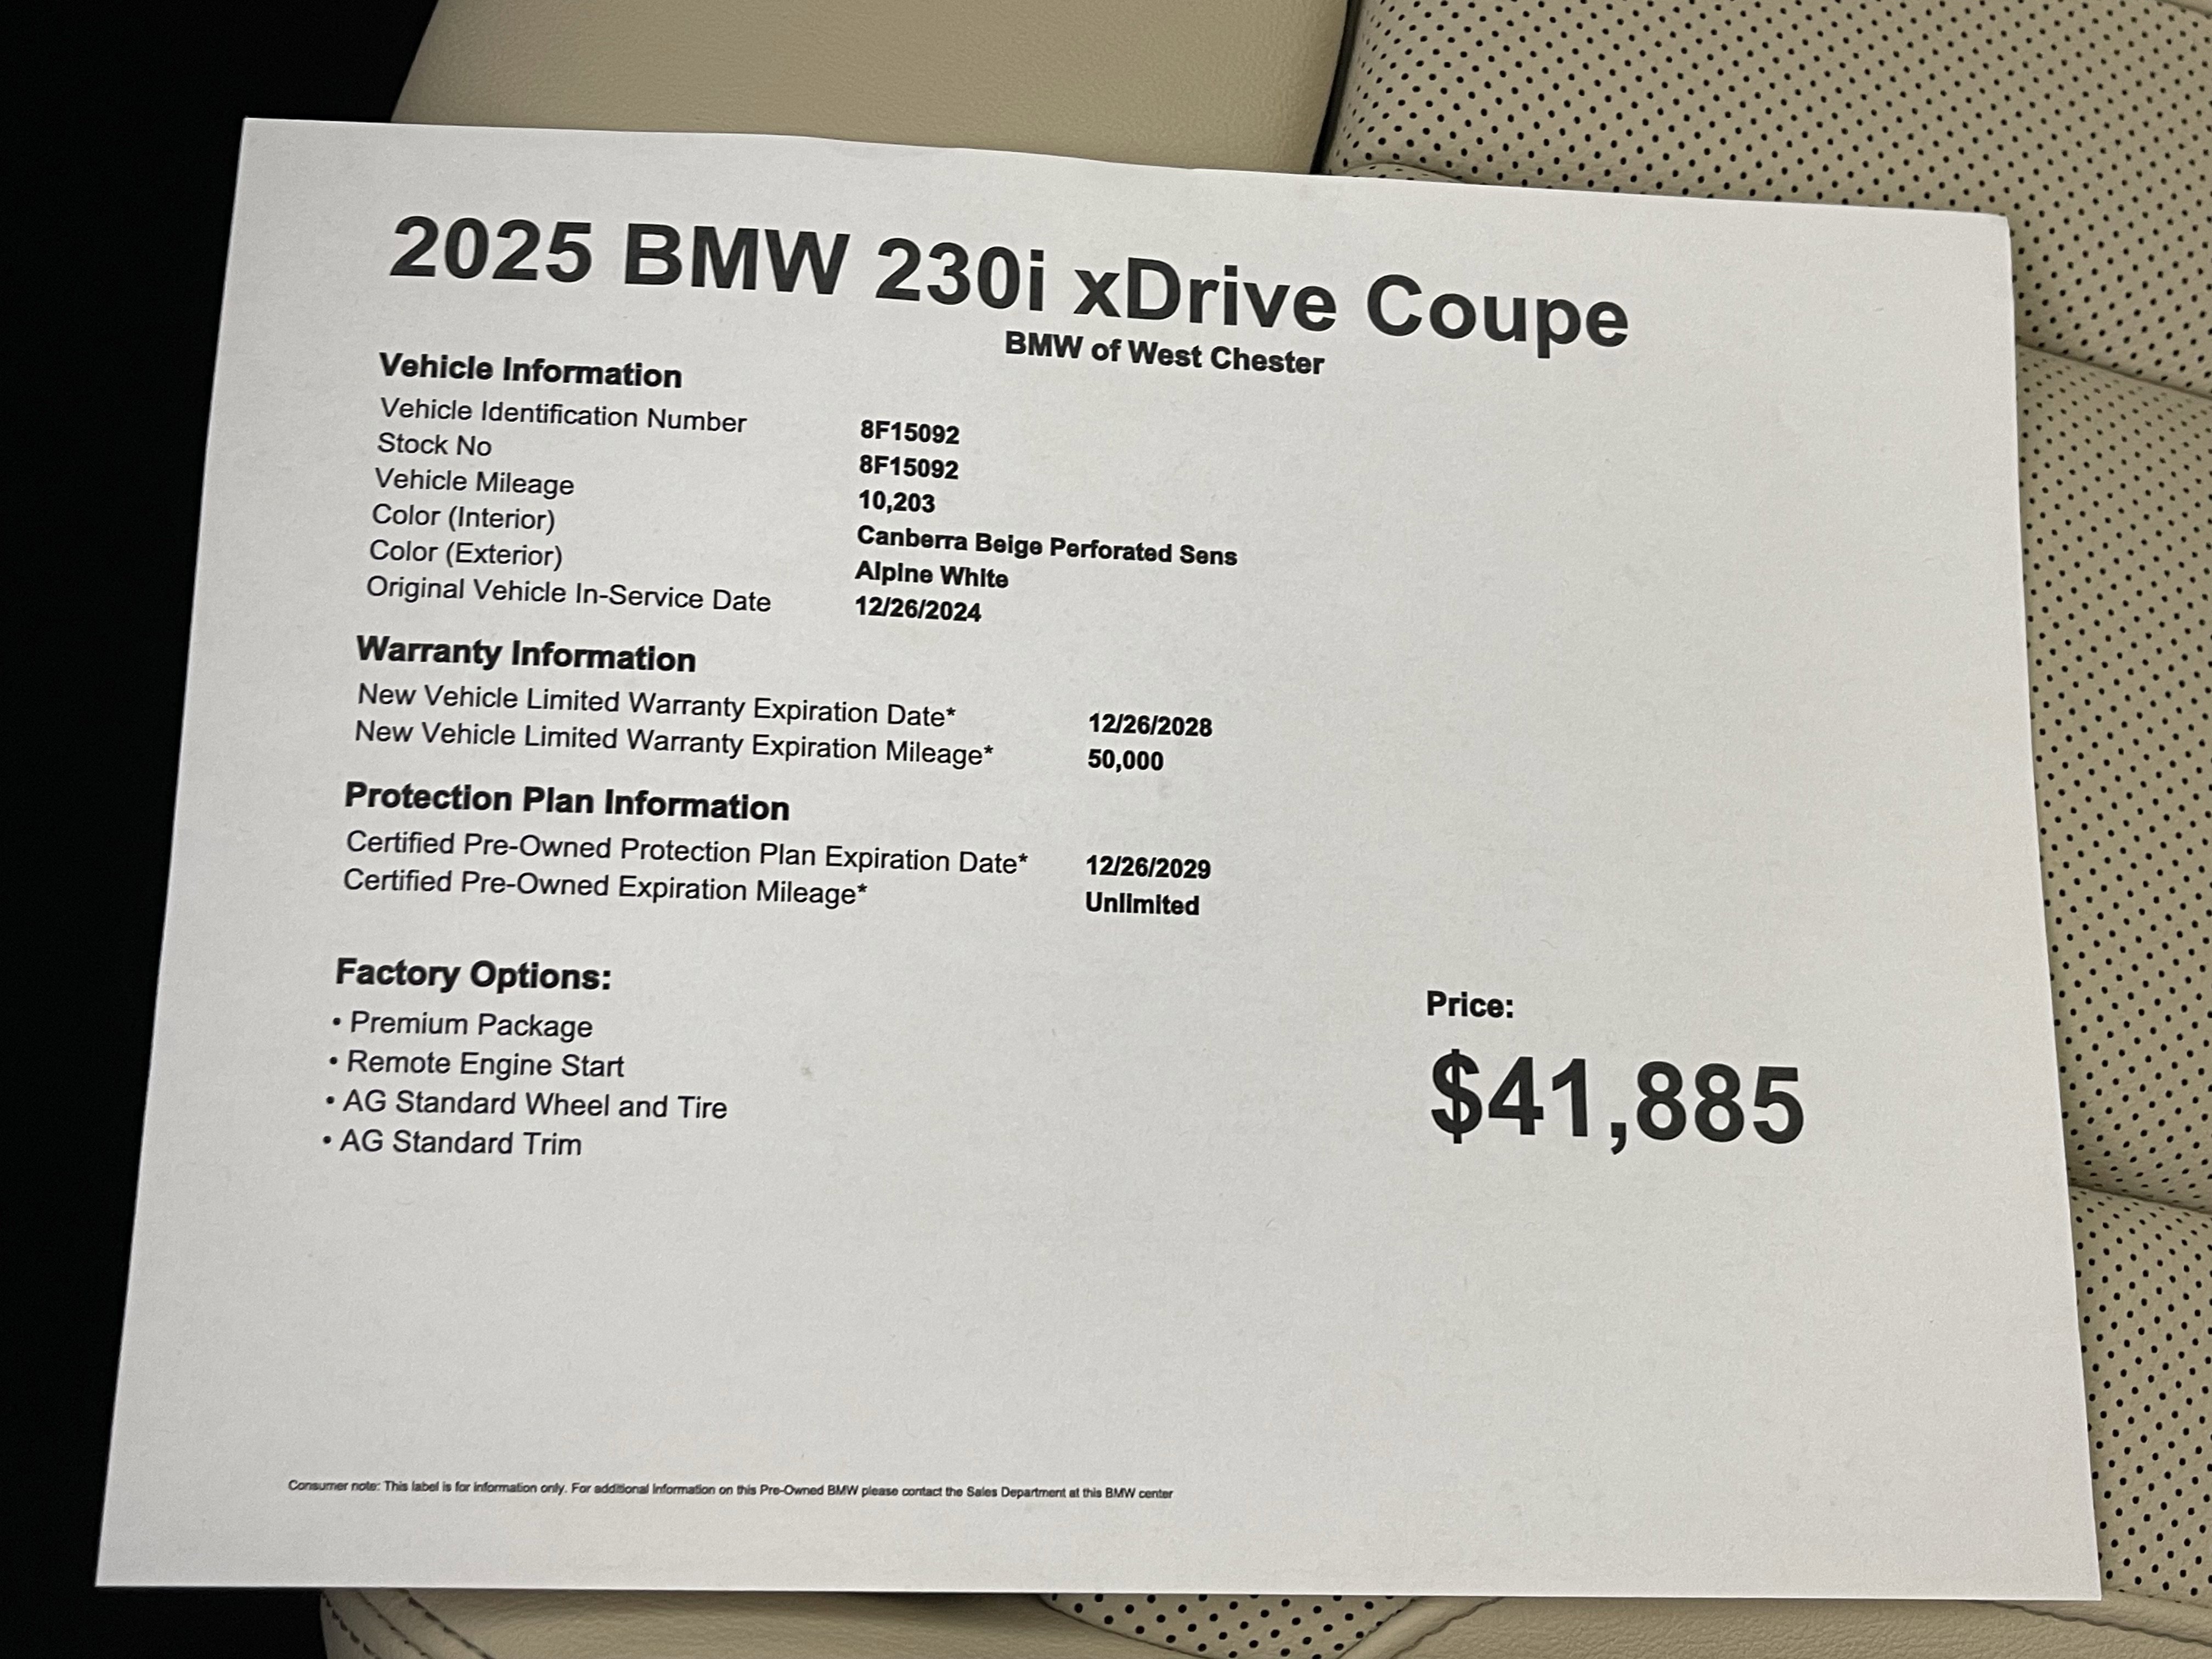 2025 BMW 230i xDrive Coupe
BMW of West Chester
Vehicle Information
Vehicle Identification Number 8F15092
Stock No 8F15092
Vehicle Mileage 10,203
Color (Interior) Canberra Beige Perforated Sens
Color (Exterior) Alpine White
Original Vehicle In-Service Date 12/26/2024
Warranty Information
New Vehicle Limited Warranty Expiration Date* 12/26/2028
New Vehicle Limited Warranty Expiration Mileage* 50,000
Protection Plan Information
Certified Pre-Owned Protection Plan Expiration Date* 12/26/2029
Certified Pre-Owned Expiration Mileage* Unlimited
Factory Options:
• Premium Package
• Remote Engine Start
• AG Standard Wheel and Tire
• AG Standard Trim
Price:
$41,885
Consumer note: This label is for information only. For additional Information on this Pre-Owned BMW please contact the Sales Department at this BMW center